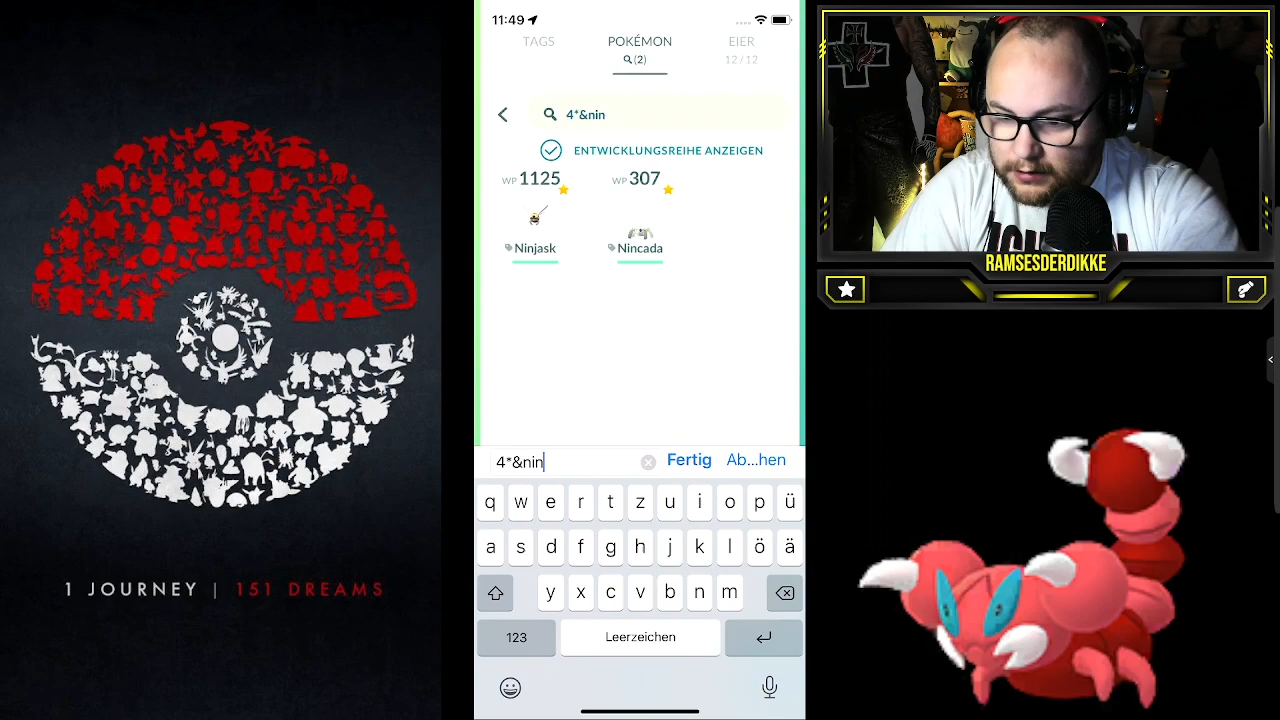 11:49
TAGS
POKÉMON
(2)
EIER
12/12
4*&nin
ENTWICKLUNGSREIHE ANZEIGEN
WP 1125
WP 307
Ninjask
Nincada
4*&nin
Fertig
Ab...hen
q w e r t z u i o p ü
a s d f g h j k l ö ä
y x c v b n m
123
Leerzeichen
1 JOURNEY | 151 DREAMS
RAMSESDERDIKKE